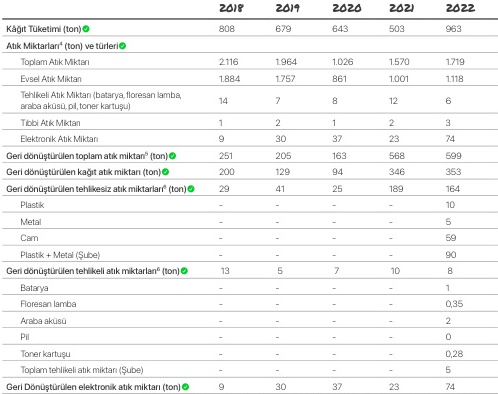 2018 2019 2020 2021 2022
Kâğıt Tüketimi (ton) 808 679 643 503 963
Atık Miktarları⁴ (ton) ve türleri
Toplam Atık Miktarı 2.116 1.964 1.026 1.570 1.719
Evsel Atık Miktarı 1.884 1.757 861 1.001 1.118
Tehlikeli Atık Miktarı (batarya, floresan lamba,
araba aküsü, pil, toner kartuşu) 14 7 8 12 6
Tıbbi Atık Miktarı 1 2 1 2 3
Elektronik Atık Miktarı 9 30 37 23 74
Geri dönüştürülen toplam atık miktarı⁵ (ton) 251 205 163 568 599
Geri dönüştürülen kağıt atık miktarı (ton) 200 129 94 346 353
Geri dönüştürülen tehlikesiz atık miktarları⁶ (ton) 29 41 25 189 164
Plastik - - - - 10
Metal - - - - 5
Cam - - - - 59
Plastik + Metal (Şube) - - - - 90
Geri dönüştürülen tehlikeli atık miktarları⁶ (ton) 13 5 7 10 8
Batarya - - - - 1
Floresan lamba - - - - 0,35
Araba aküsü - - - - 2
Pil - - - - 0
Toner kartuşu - - - - 0,28
Toplam tehlikeli atık miktarı (Şube) - - - - 5
Geri Dönüştürülen elektronik atık miktarı (ton) 9 30 37 23 74